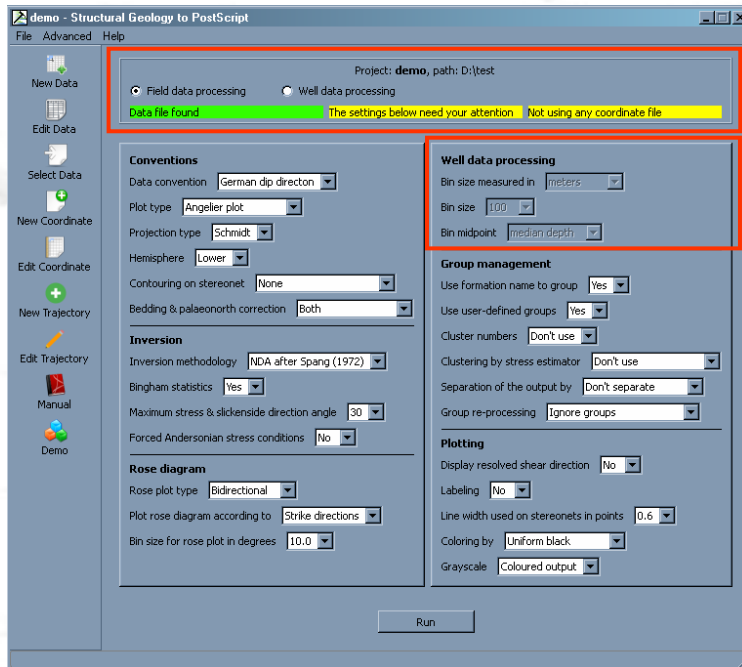 demo - Structural Geology to PostScript
File Advanced Help
New Data
Edit Data
Select Data
New Coordinate
Edit Coordinate
New Trajectory
Edit Trajectory
Manual
Demo
Project: demo, path: D:\test
Field data processing Well data processing
Data file found The settings below need your attention Not using any coordinate file
Conventions
Data convention German dip directon
Plot type Angelier plot
Projection type Schmidt
Hemisphere Lower
Contouring on stereonet None
Bedding & palaeonorth correction Both
Inversion
Inversion methodology NDA after Spang (1972)
Bingham statistics Yes
Maximum stress & slickenside direction angle 30
Forced Andersonian stress conditions No
Rose diagram
Rose plot type Bidirectional
Plot rose diagram according to Strike directions
Bin size for rose plot in degrees 10.0
Well data processing
Bin size measured in meters
Bin size 100
Bin midpoint median depth
Group management
Use formation name to group Yes
Use user-defined groups Yes
Cluster numbers Don't use
Clustering by stress estimator Don't use
Separation of the output by Don't separate
Group re-processing Ignore groups
Plotting
Display resolved shear direction No
Labeling No
Line width used on stereonets in points 0.6
Coloring by Uniform black
Grayscale Coloured output
Run